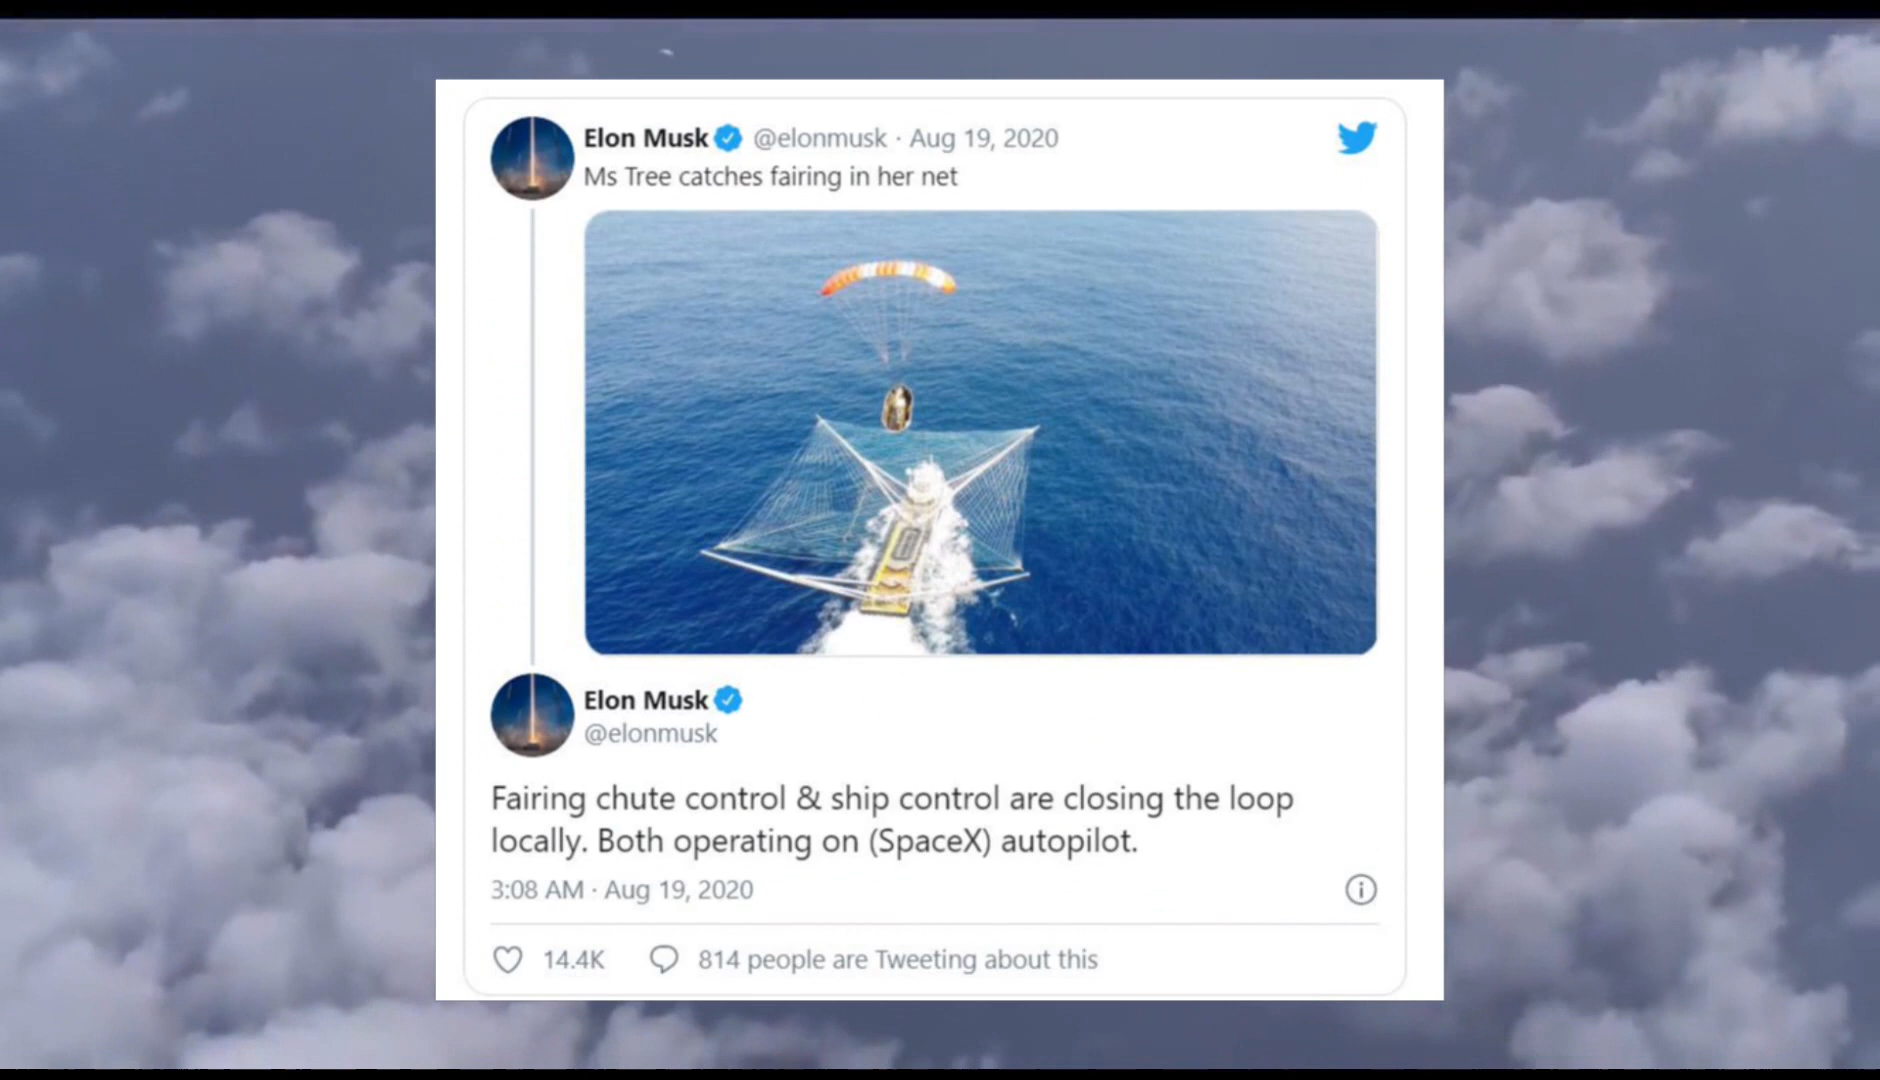 Elon Musk @elonmusk · Aug 19, 2020
Ms Tree catches fairing in her net
Elon Musk
@elonmusk
Fairing chute control & ship control are closing the loop
locally. Both operating on (SpaceX) autopilot.
3:08 AM · Aug 19, 2020
14.4K 814 people are Tweeting about this